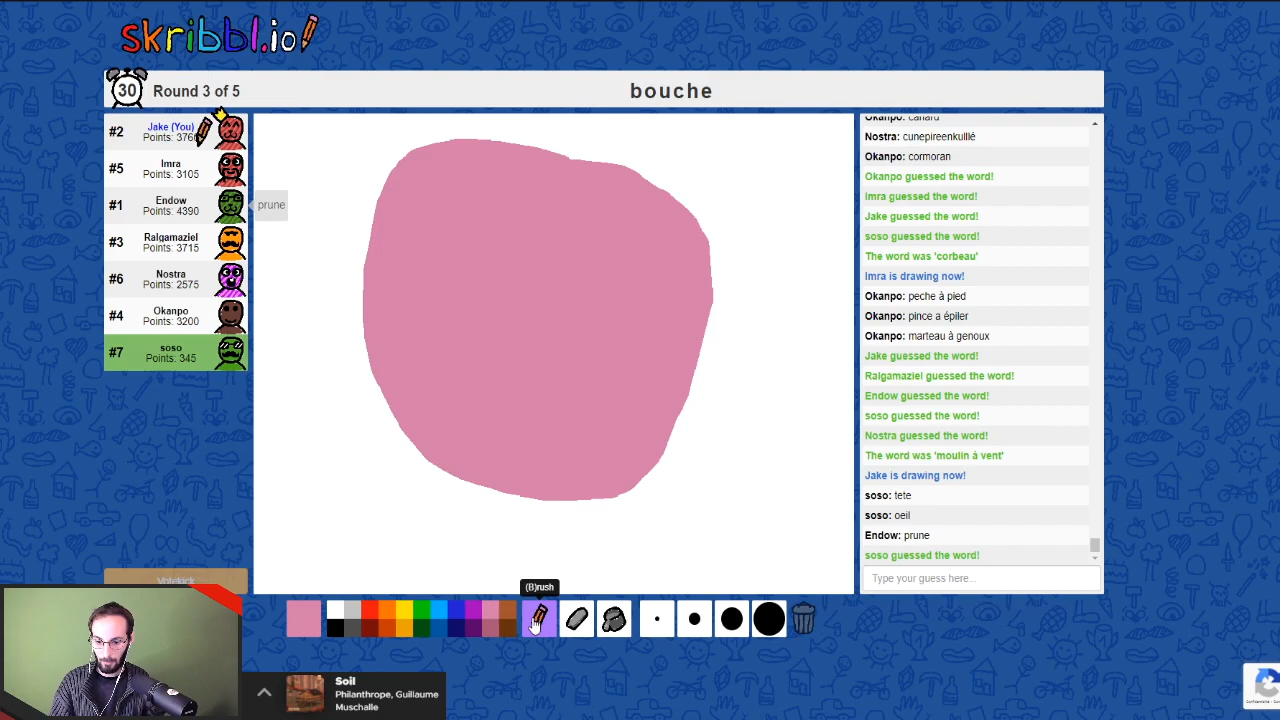 skribbl.io
30
Round 3 of 5
bouche
#2
Jake (You)
Points: 376
#5
Imra
Points: 3105
#1
Endow
Points: 4390
prune
#3
Ralgamaziel
Points: 3715
#6
Nostra
Points: 2575
#4
Okanpo
Points: 3200
#7
soso
Points: 345
Votekick
Okanpo: canard
Nostra: cunepireenkulllé
Okanpo: cormoran
Okanpo guessed the word!
Imra guessed the word!
Jake guessed the word!
soso guessed the word!
The word was 'corbeau'
Imra is drawing now!
Okanpo: peche à pied
Okanpo: pince a épiler
Okanpo: marteau à genoux
Jake guessed the word!
Ralgamaziel guessed the word!
Endow guessed the word!
soso guessed the word!
Nostra guessed the word!
The word was 'moulin à vent'
Jake is drawing now!
soso: tete
soso: oeil
Endow: prune
soso guessed the word!
Type your guess here...
(B)rush
Soil
Philanthrope, Guillaume
Muschalle